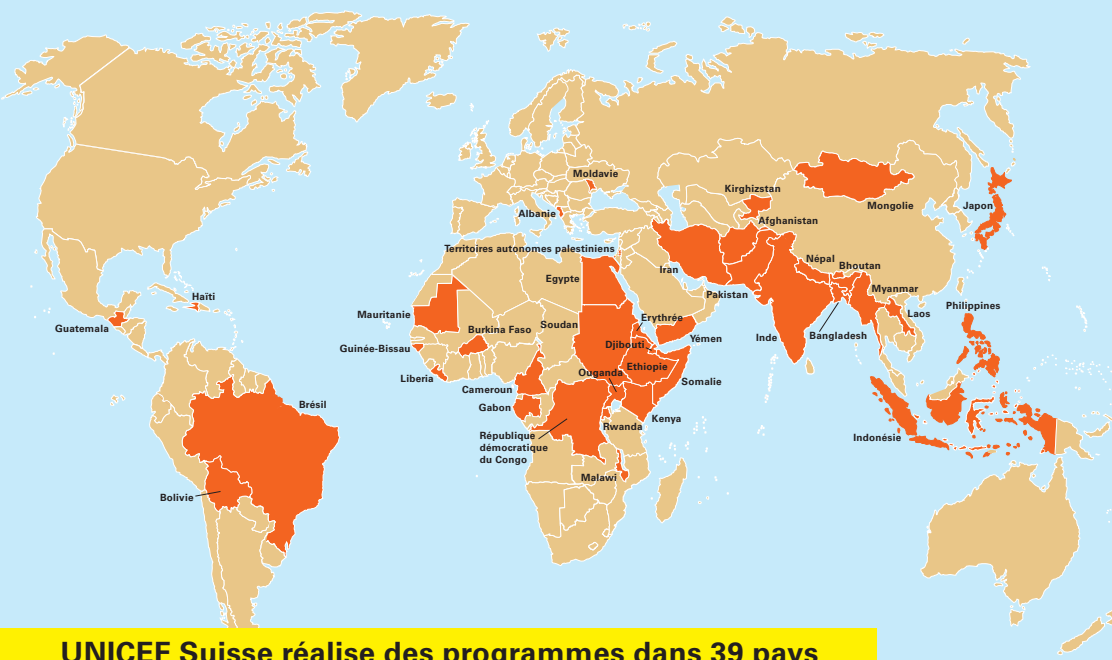 Moldavie
Kirghizstan
Albanie
Mongolie
Japon
Afghanistan
Territoires autonomes palestiniens
Népal
Bhoutan
Iran
Egypte
Myanmar
Pakistan
Haïti
Philippines
Mauritanie
Erythrée
Laos
Guatemala
Burkina Faso
Soudan
Inde
Bangladesh
Yémen
Djibouti
Guinée-Bissau
Ethiopie
Ouganda
Liberia
Somalie
Cameroun
Brésil
Gabon
Kenya
Rwanda
République
démocratique
du Congo
Indonésie
Malawi
Bolivie
UNICEF Suisse réalise des programmes dans 39 pays